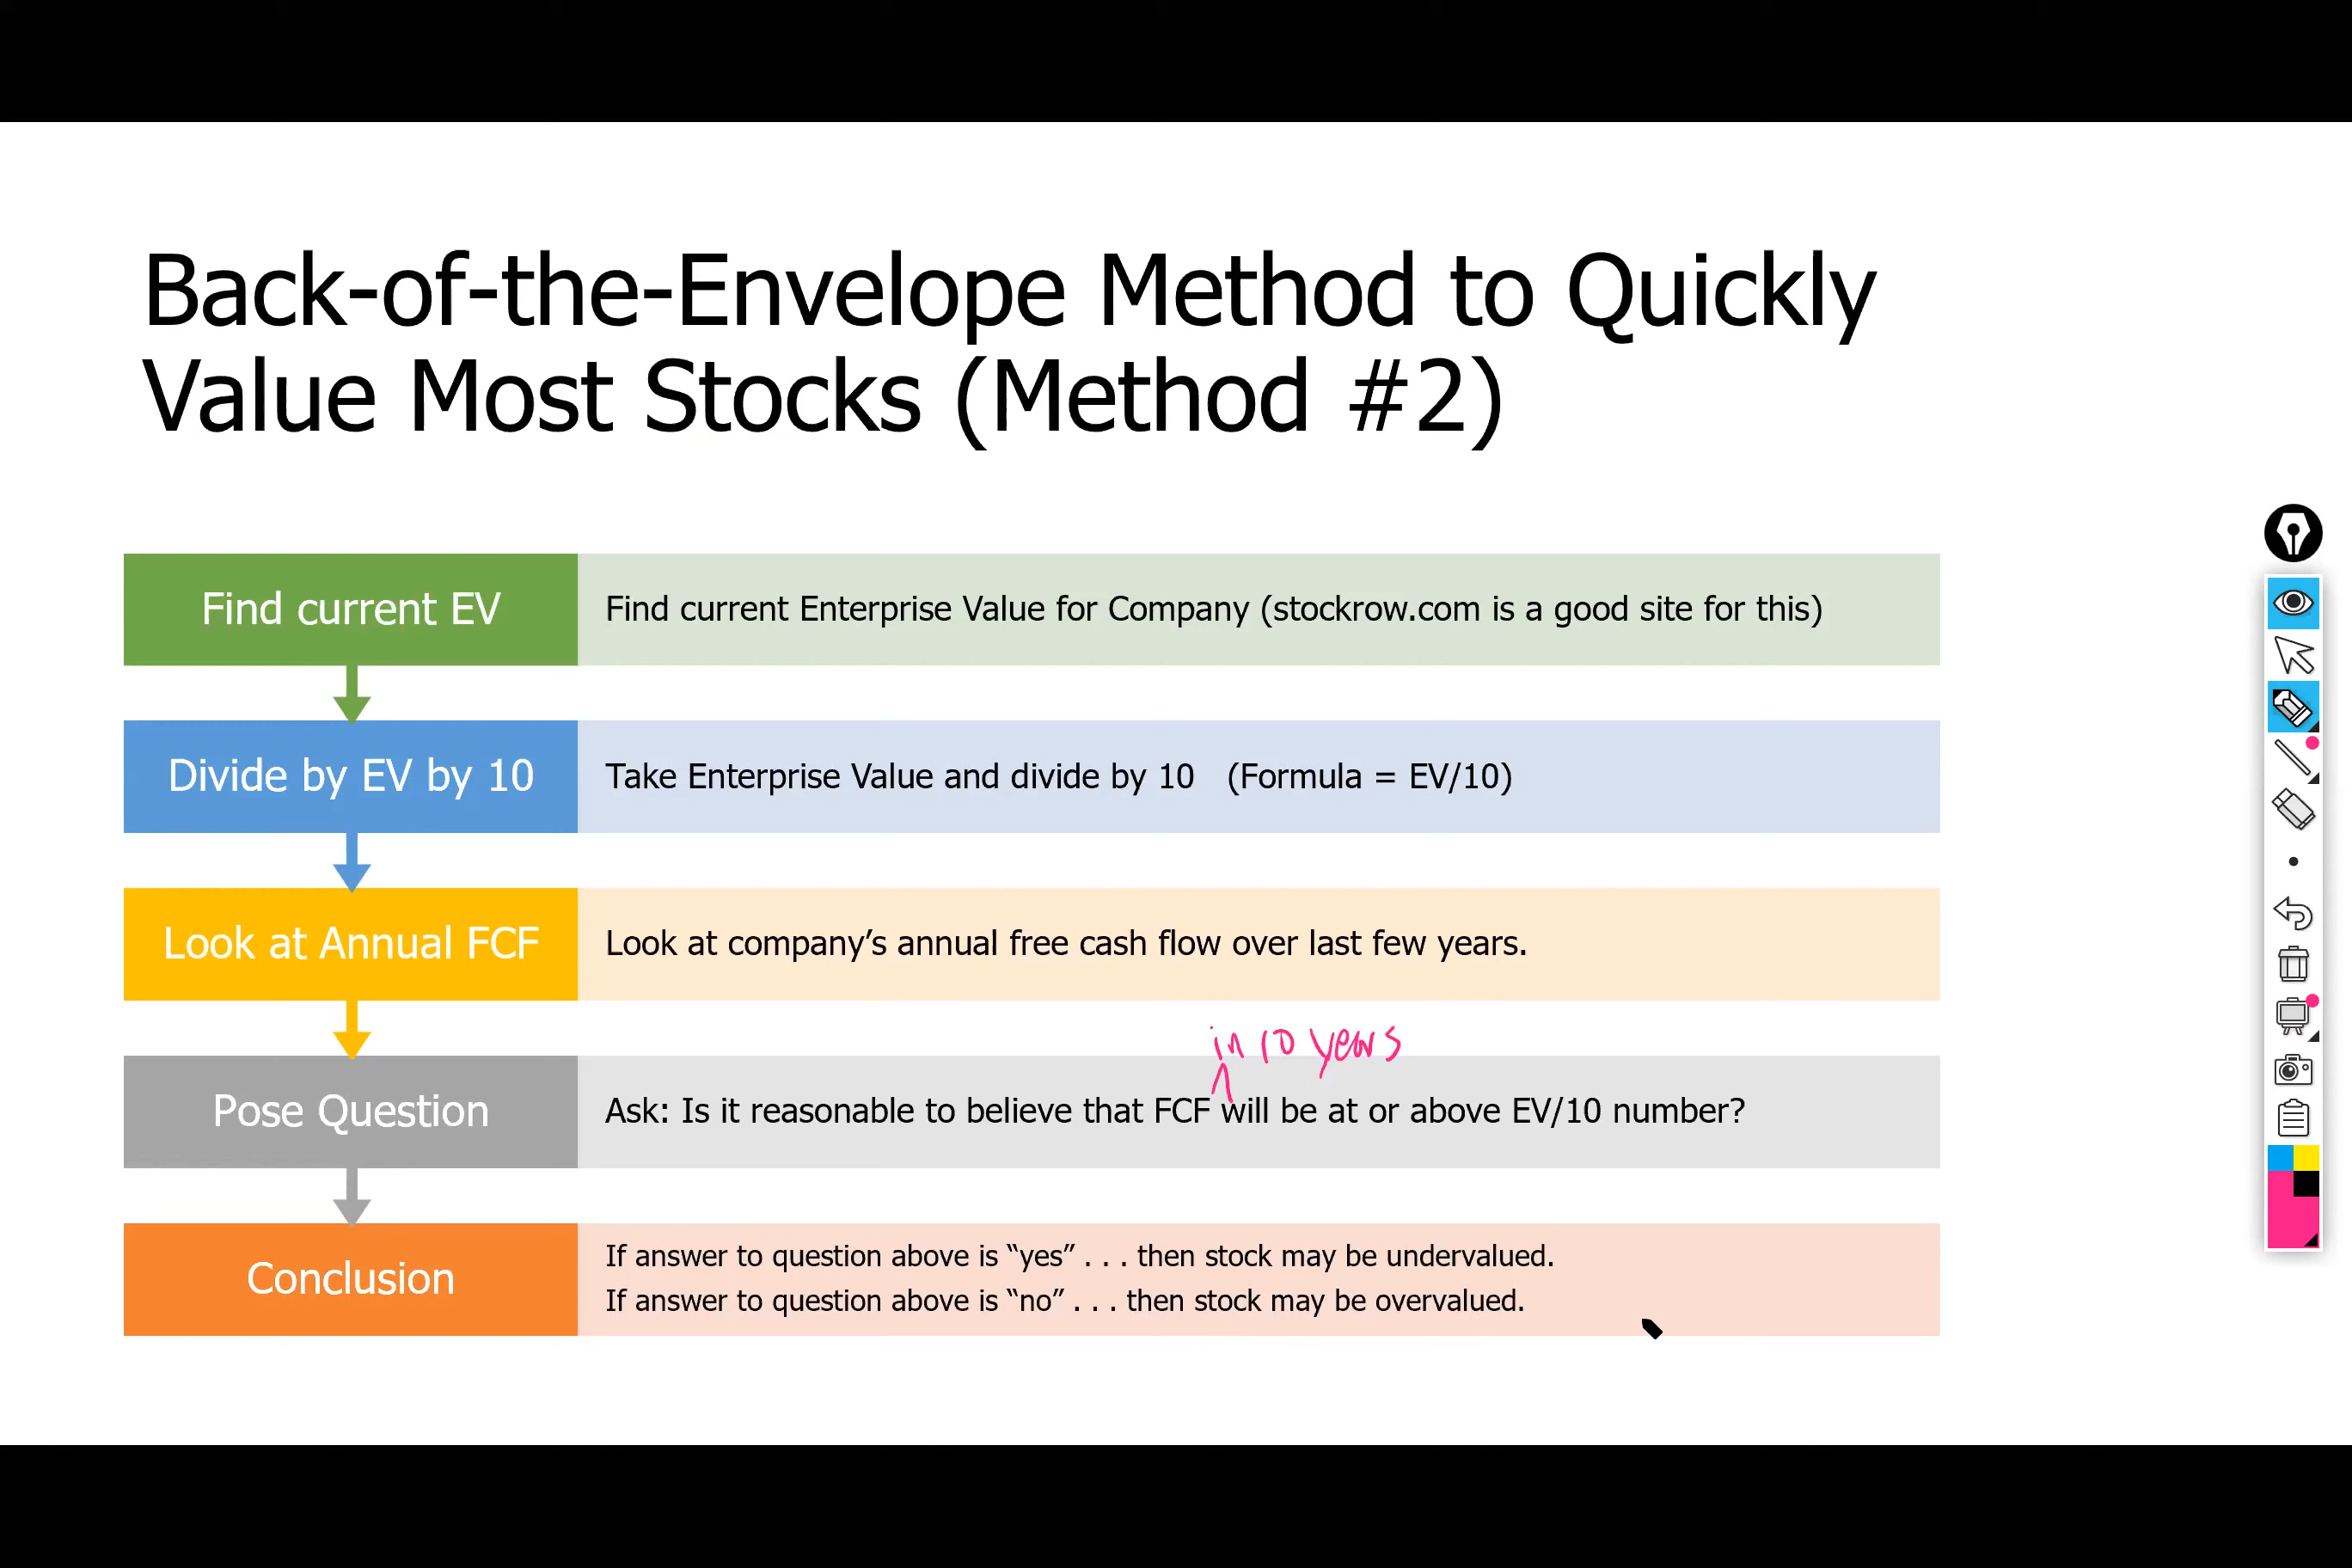 Back-of-the-Envelope Method to Quickly
Value Most Stocks (Method #2)
Find current EV
Find current Enterprise Value for Company (stockrow.com is a good site for this)
Divide by EV by 10
Take Enterprise Value and divide by 10 (Formula = EV/10)
Look at Annual FCF
Look at company’s annual free cash flow over last few years.
in 10 years
Pose Question
Ask: Is it reasonable to believe that FCF will be at or above EV/10 number?
Conclusion
If answer to question above is “yes” . . . then stock may be undervalued.
If answer to question above is “no” . . . then stock may be overvalued.